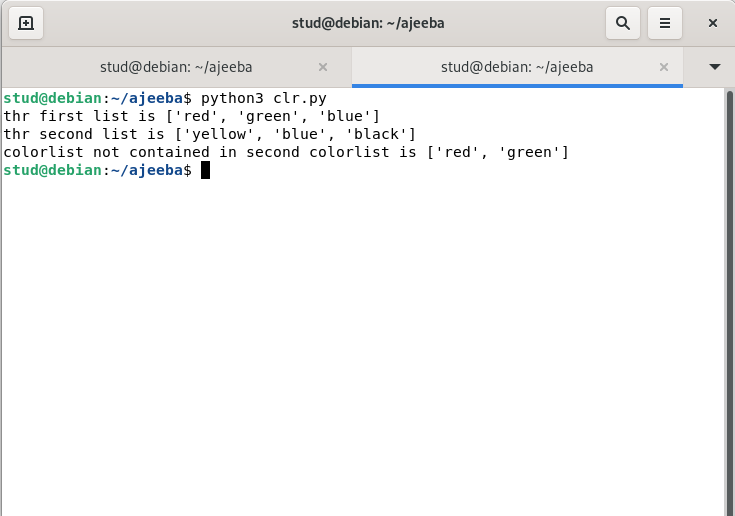 stud@debian: ~/ajeeba
stud@debian: ~/ajeeba stud@debian: ~/ajeeba
stud@debian:~/ajeeba$ python3 clr.py
thr first list is ['red', 'green', 'blue']
thr second list is ['yellow', 'blue', 'black']
colorlist not contained in second colorlist is ['red', 'green']
stud@debian:~/ajeeba$